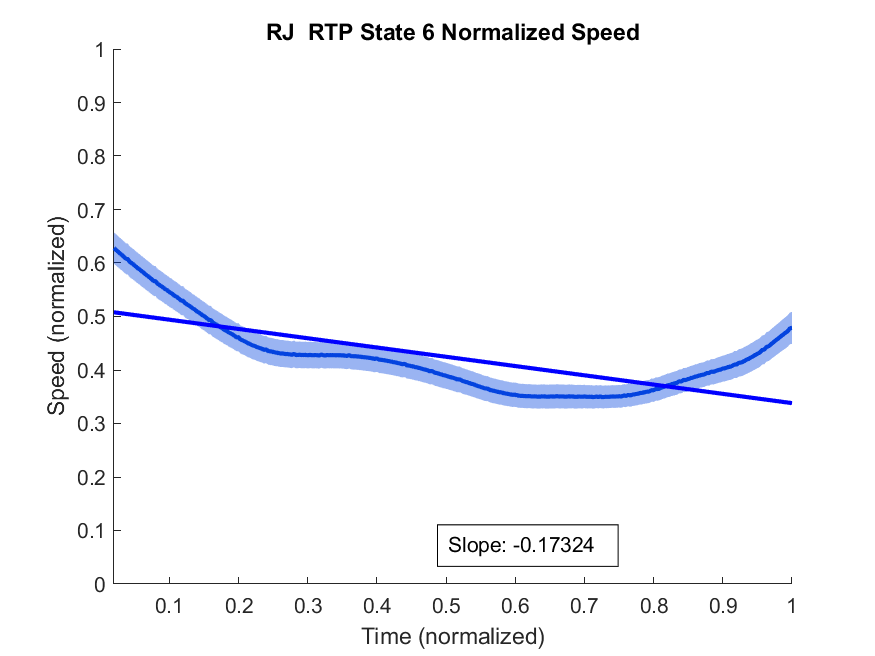 RJ  RTP State 6 Normalized Speed
1
0.9
0.8
0.7
0.6
0.5
0.4
0.3
0.2
0.1
0
Speed (normalized)
Slope: -0.17324
0.1 0.2 0.3 0.4 0.5 0.6 0.7 0.8 0.9 1
Time (normalized)